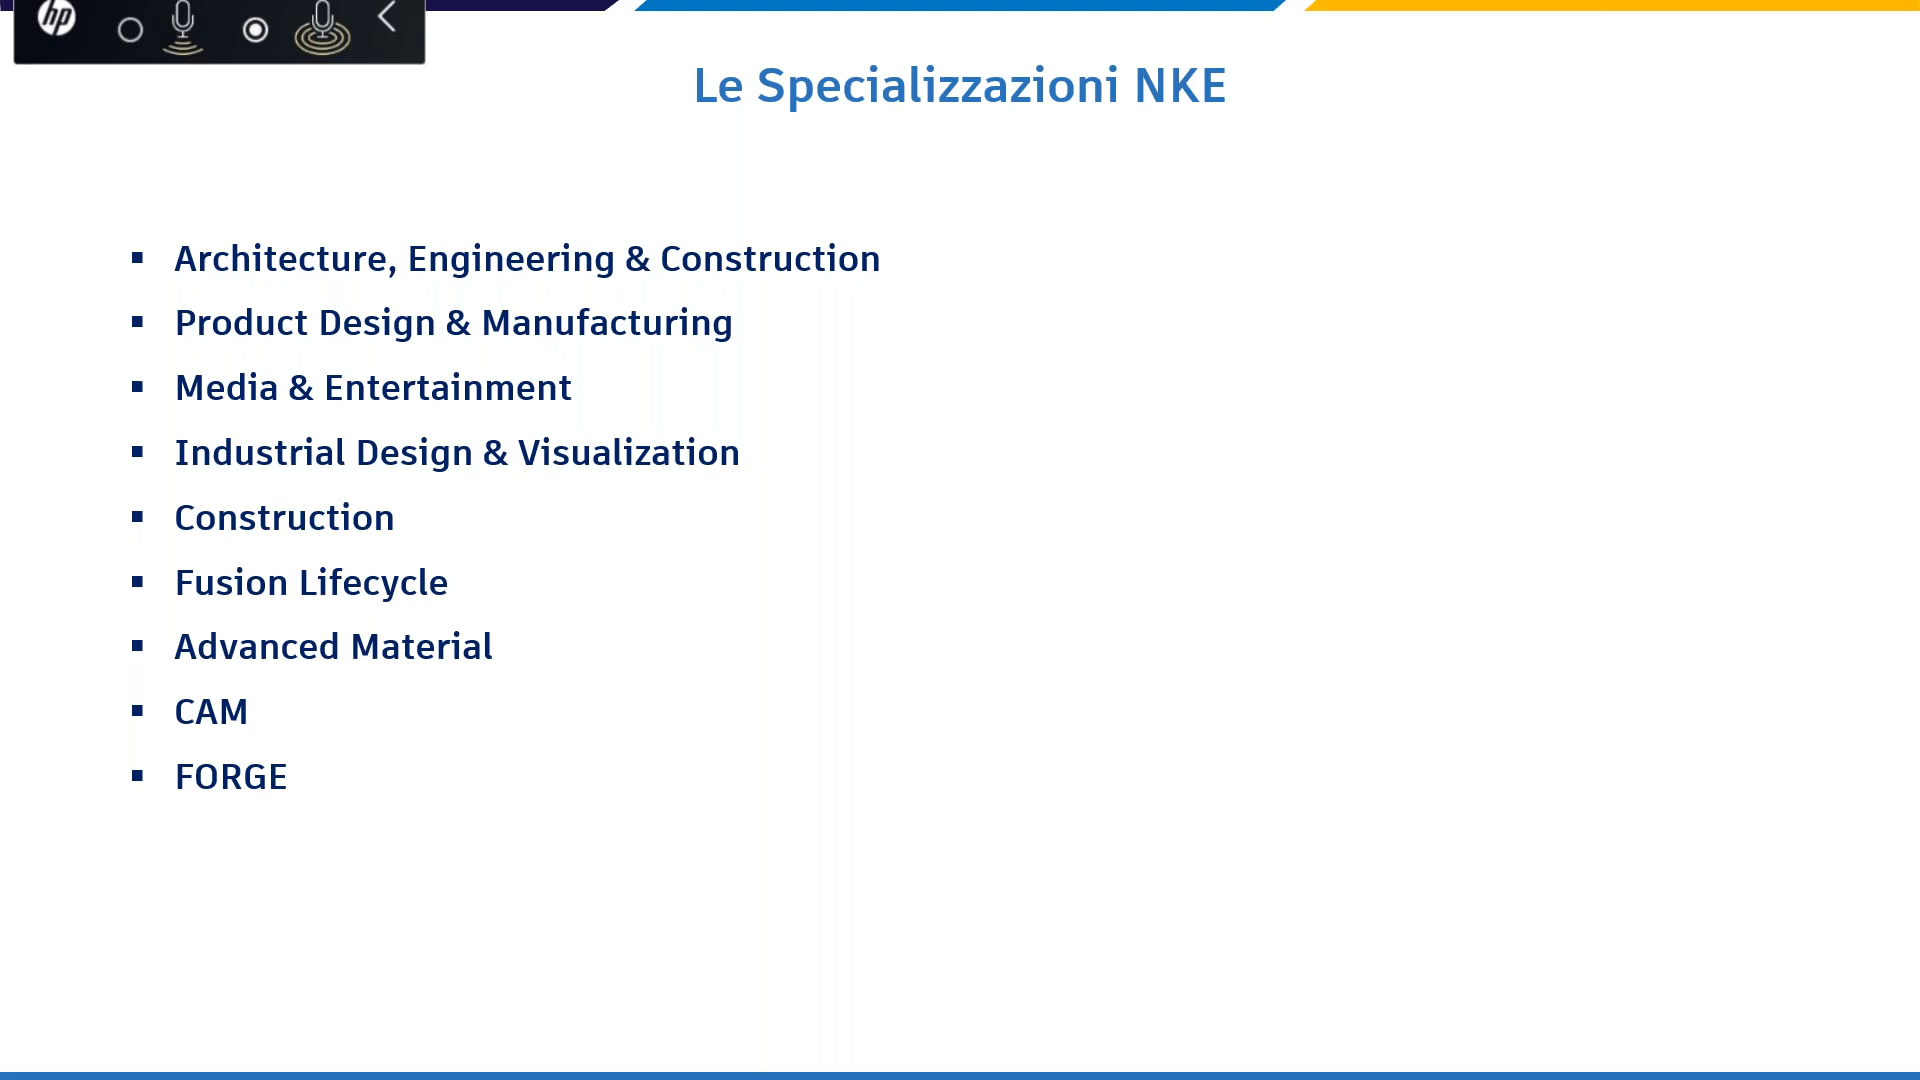 hp
Le Specializzazioni NKE
▪ Architecture, Engineering & Construction
▪ Product Design & Manufacturing
▪ Media & Entertainment
▪ Industrial Design & Visualization
▪ Construction
▪ Fusion Lifecycle
▪ Advanced Material
▪ CAM
▪ FORGE